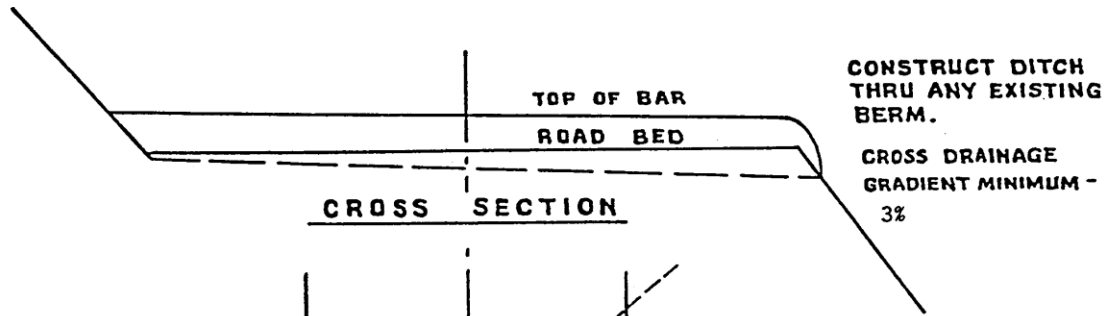 TOP OF BAR
ROAD BED
CROSS SECTION
CONSTRUCT DITCH
THRU ANY EXISTING
BERM.
CROSS DRAINAGE
GRADIENT MINIMUM-
3%